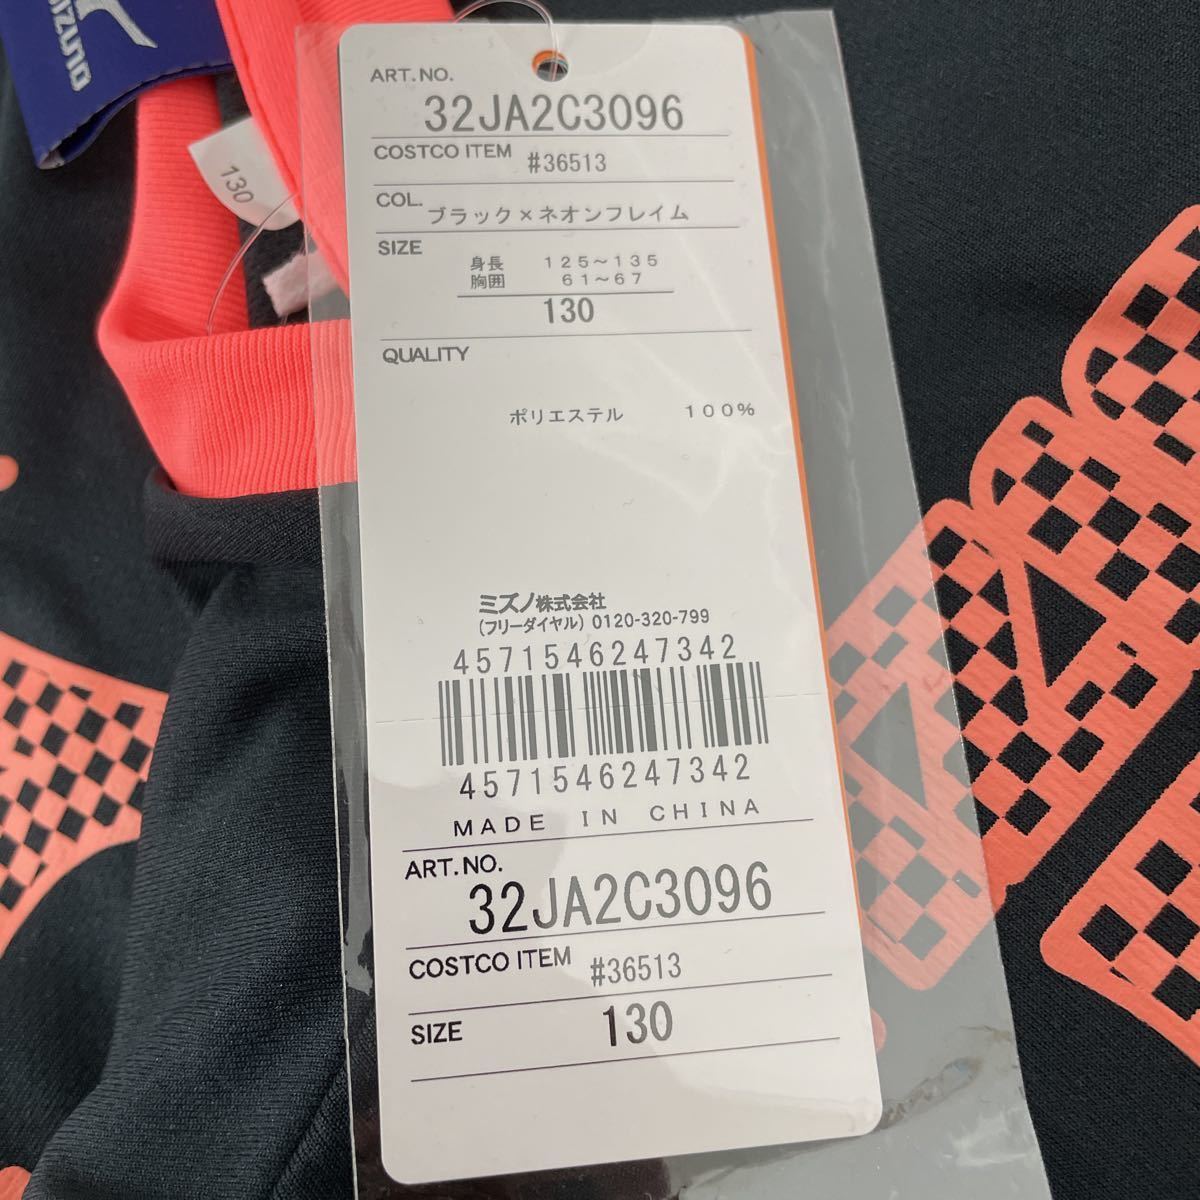 MIZUNO
130
ART.NO.
32JA2C3096
COSTCO ITEM #36513
COL. ブラック×ネオンフレイム
SIZE
身長 125~135
胸囲 61~67
130
QUALITY
ポリエステル 100%
ミズノ株式会社
(フリーダイヤル) 0120-320-799
4571546247342
4571546247342
MADE IN CHINA
ART.NO.
32JA2C3096
COSTCO ITEM #36513
SIZE 130